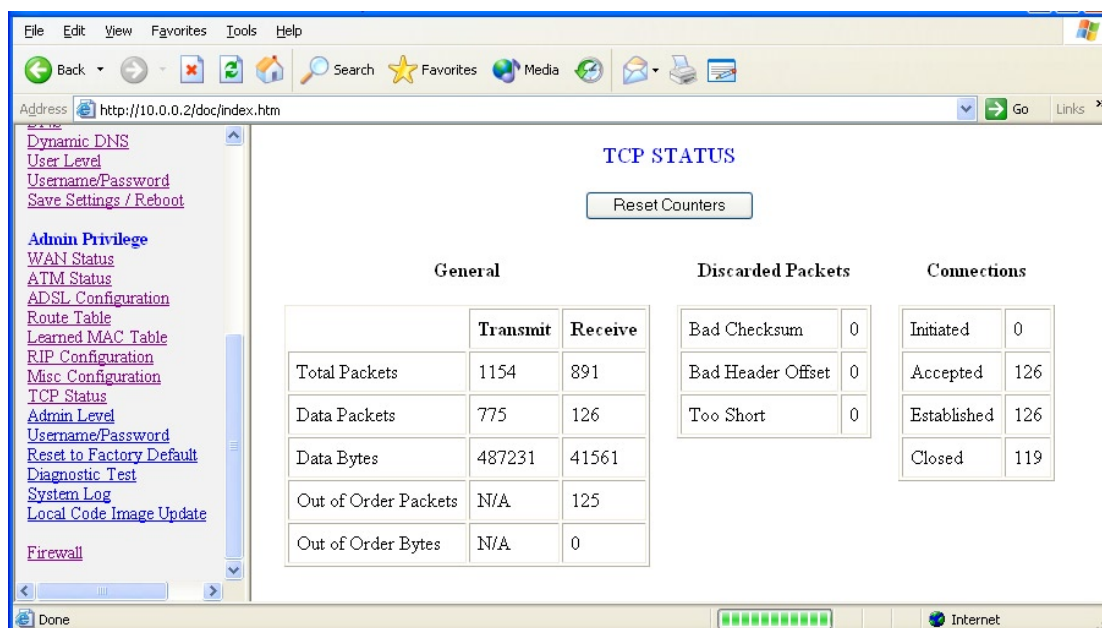 File Edit View Favorites Tools Help
Back Search Favorites Media
Address http://10.0.0.2/doc/index.htm Go Links »
Dynamic DNS
User Level
Username/Password
Save Settings / Reboot
Admin Privilege
WAN Status
ATM Status
ADSL Configuration
Route Table
Learned MAC Table
RIP Configuration
Misc Configuration
TCP Status
Admin Level
Username/Password
Reset to Factory Default
Diagnostic Test
System Log
Local Code Image Update
Firewall
TCP STATUS
Reset Counters
General
Transmit Receive
Total Packets 1154 891
Data Packets 775 126
Data Bytes 487231 41561
Out of Order Packets N/A 125
Out of Order Bytes N/A 0
Discarded Packets
Bad Checksum 0
Bad Header Offset 0
Too Short 0
Connections
Initiated 0
Accepted 126
Established 126
Closed 119
Done Internet